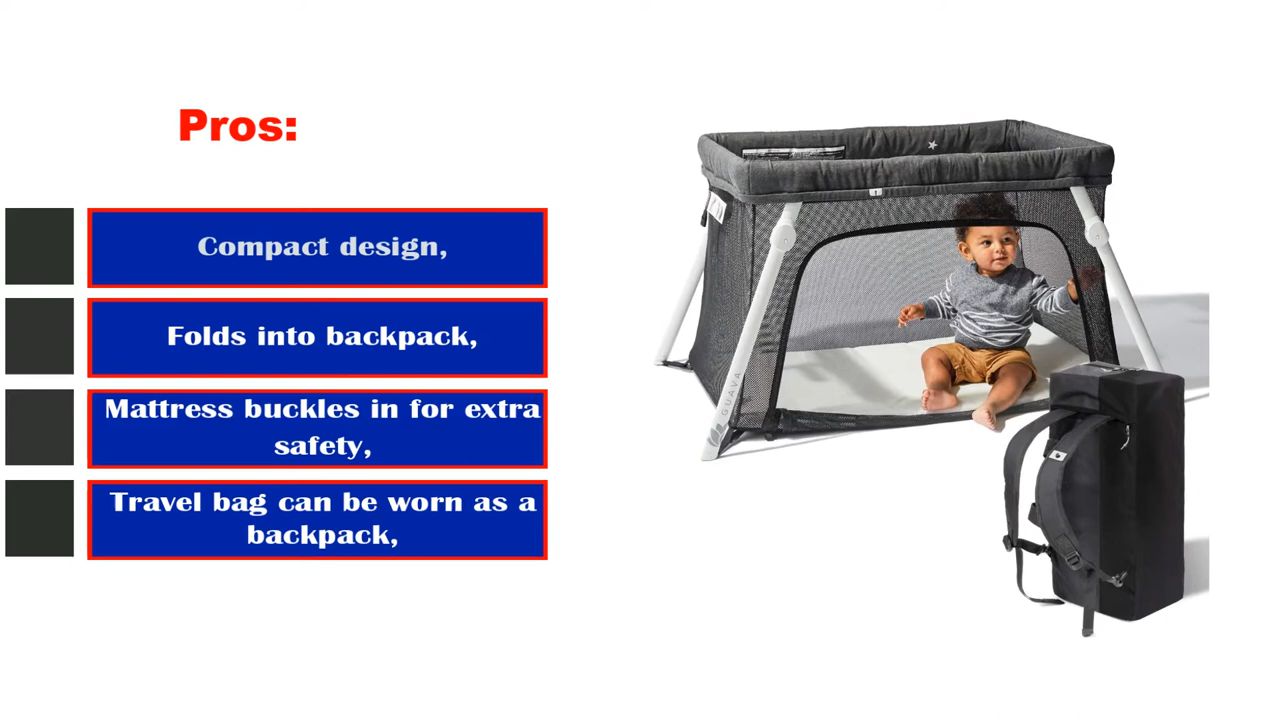 Pros:
Compact design,
Folds into backpack,
Mattress buckles in for extra
safety,
Travel bag can be worn as a
backpack,
GUAVA